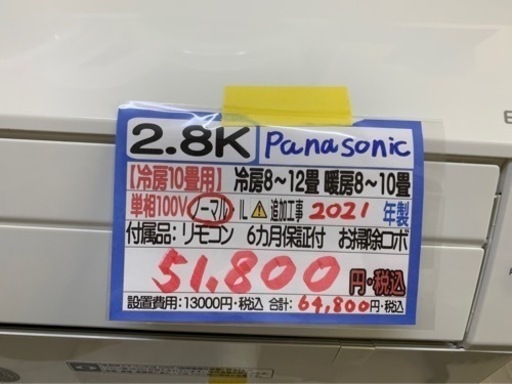 2.8K Panasonic
【冷房10畳用】 冷房8～12畳 暖房8～10畳
単相100V ノーマル IL ⚠ 追加工事 2021 年製
付属品：リモコン 6カ月保証付 お掃除ロボ
51,800 円・税込
設置費用：13000円・税込 合計：64,800円・税込
E